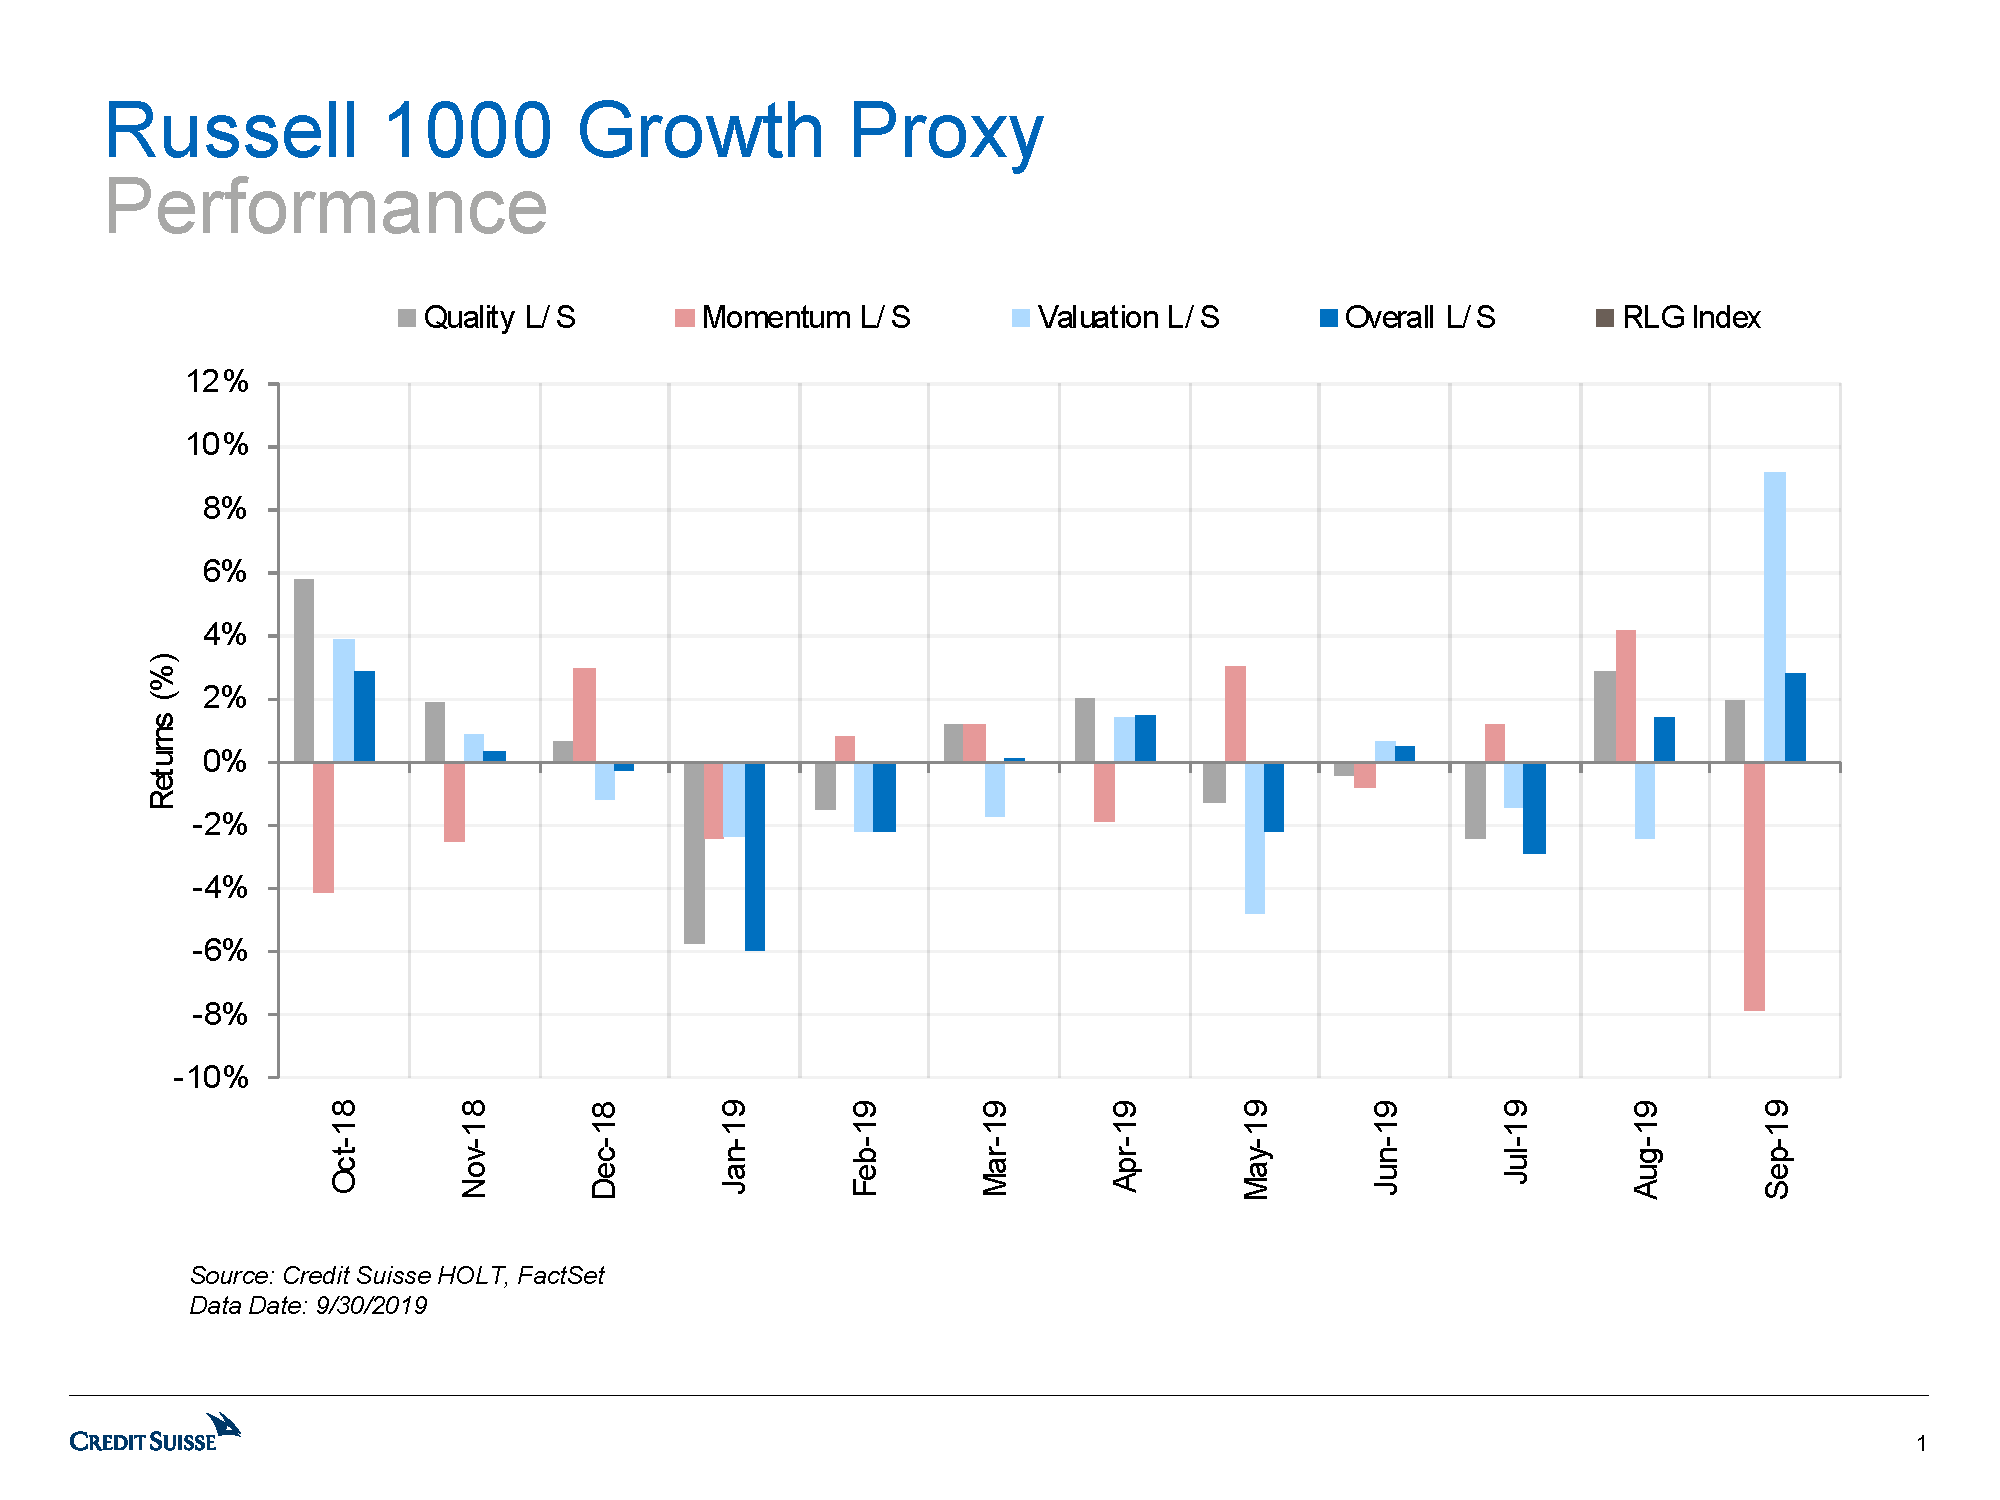 Russell 1000 Growth Proxy
Performance
Quality L/ S Momentum L/ S Valuation L/ S Overall L/ S RLG Index
12%
10%
8%
6%
4%
2%
0%
-2%
-4%
-6%
-8%
-10%
Returns (%)
Oct-18 Nov-18 Dec-18 Jan-19 Feb-19 Mar-19 Apr-19 May-19 Jun-19 Jul-19 Aug-19 Sep-19
Source: Credit Suisse HOLT, FactSet
Data Date: 9/30/2019
CREDIT SUISSE
1